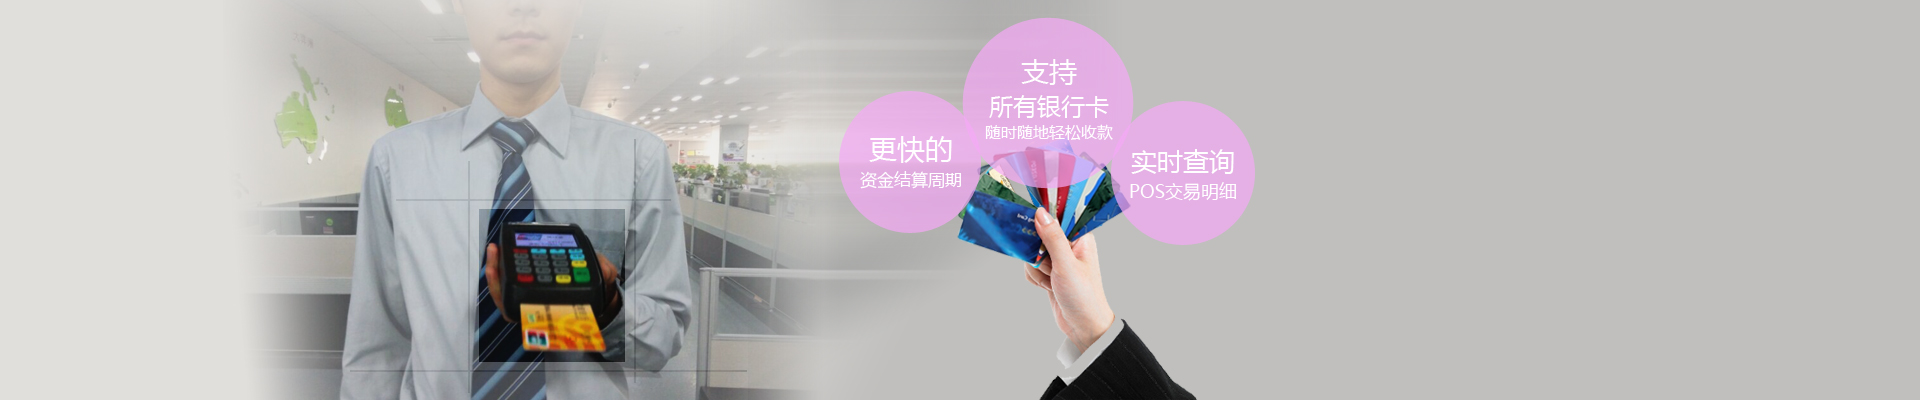 更快的
资金结算周期
支持
所有银行卡
随时随地轻松收款
实时查询
POS交易明细